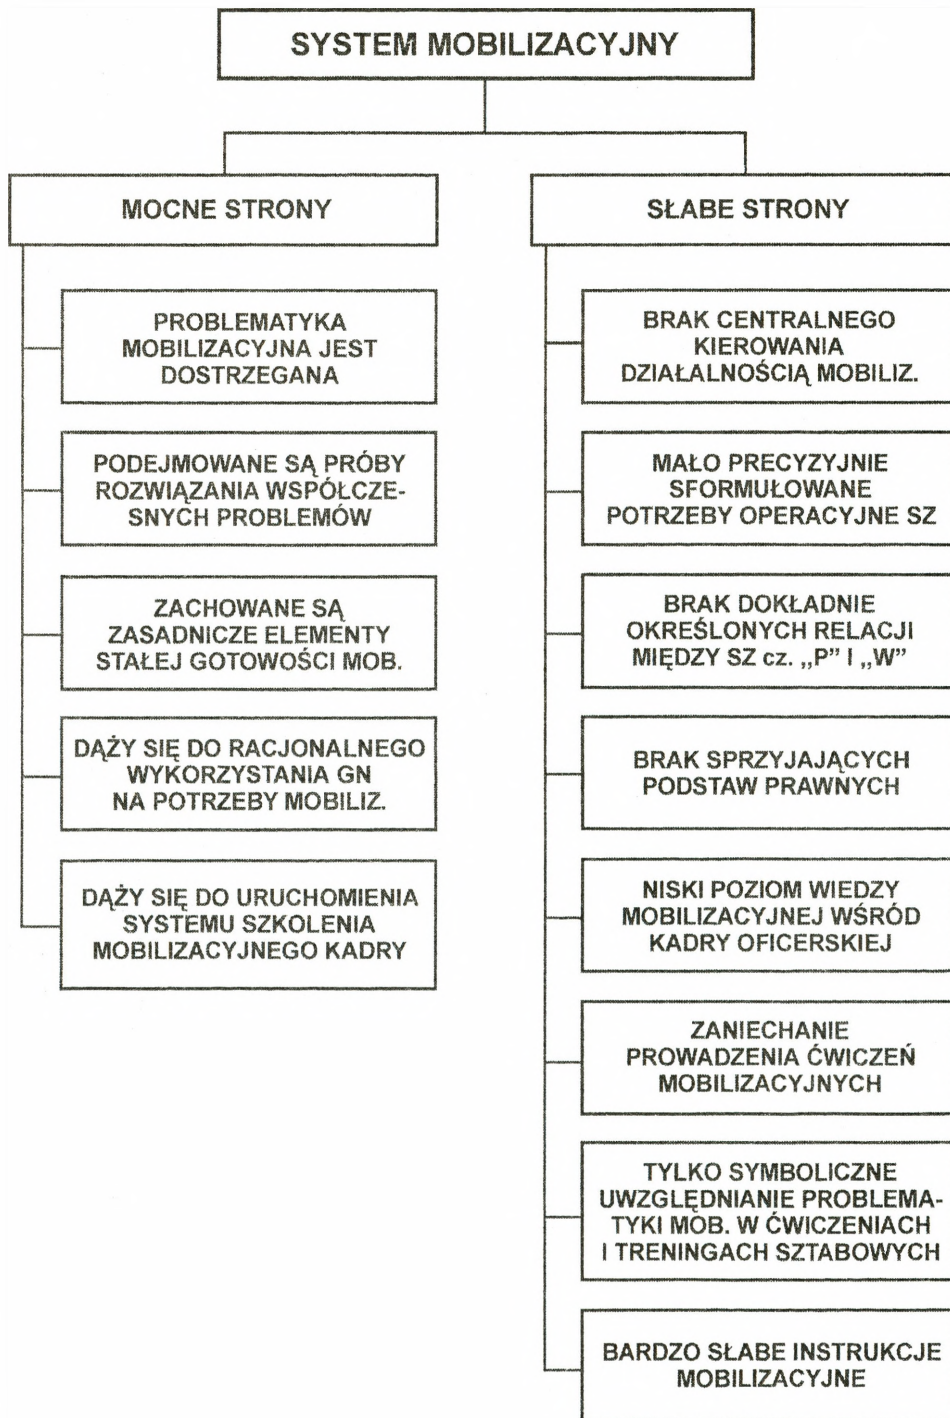 SYSTEM MOBILIZACYJNY
MOCNE STRONY
PROBLEMATYKA
MOBILIZACYJNA JEST
DOSTRZEGANA
PODEJMOWANE SĄ PRÓBY
ROZWIĄZANIA WSPÓŁCZE-
SNYCH PROBLEMÓW
ZACHOWANE SĄ
ZASADNICZE ELEMENTY
STAŁEJ GOTOWOŚCI MOB.
DĄŻY SIĘ DO RACJONALNEGO
WYKORZYSTANIA GN
NA POTRZEBY MOBILIZ.
DĄŻY SIĘ DO URUCHOMIENIA
SYSTEMU SZKOLENIA
MOBILIZACYJNEGO KADRY
SŁABE STRONY
BRAK CENTRALNEGO
KIEROWANIA
DZIAŁALNOŚCIĄ MOBILIZ.
MAŁO PRECYZYJNIE
SFORMUŁOWANE
POTRZEBY OPERACYJNE SZ
BRAK DOKŁADNIE
OKREŚLONYCH RELACJI
MIĘDZY SZ cz. „P” I „W”
BRAK SPRZYJAJĄCYCH
PODSTAW PRAWNYCH
NISKI POZIOM WIEDZY
MOBILIZACYJNEJ WŚRÓD
KADRY OFICERSKIEJ
ZANIECHANIE
PROWADZENIA ĆWICZEŃ
MOBILIZACYJNYCH
TYLKO SYMBOLICZNE
UWZGLĘDNIANIE PROBLEMA-
TYKI MOB. W ĆWICZENIACH
I TRENINGACH SZTABOWYCH
BARDZO SŁABE INSTRUKCJE
MOBILIZACYJNE